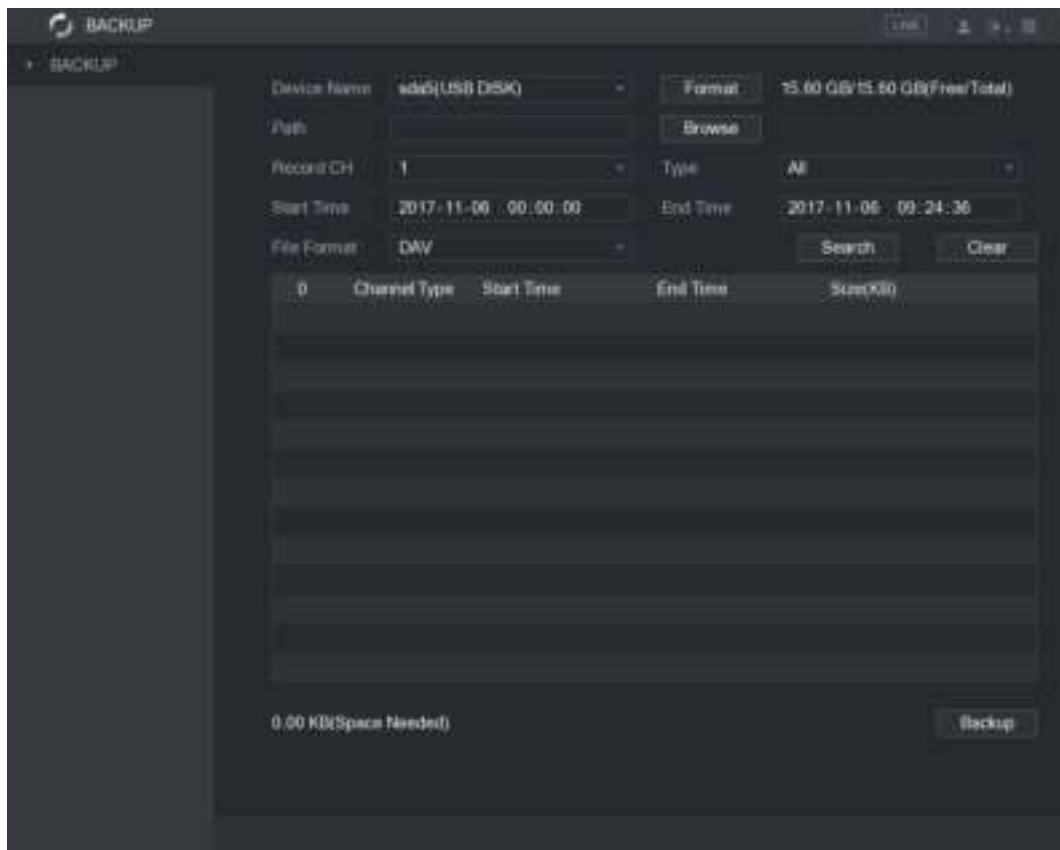 BACKUP
LIVE
BACKUP
Device Name sda5(USB DISK) Format 15.60 GB/15.60 GB(Free/Total)
Path Browse
Record CH 1 Type All
Start Time 2017-11-06 00:00:00 End Time 2017-11-06 09:24:36
File Format DAV Search Clear
0 Channel Type Start Time End Time Size(KB)
0.00 KB(Space Needed) Backup